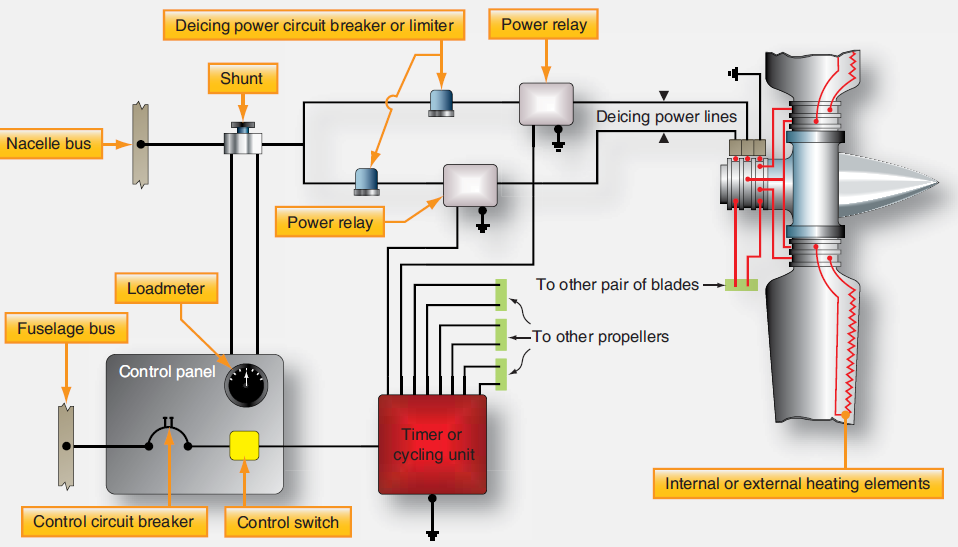 Deicing power circuit breaker or limiter
Power relay
Shunt
Nacelle bus
Deicing power lines
Power relay
To other pair of blades
Loadmeter
Fuselage bus
To other propellers
Control panel
Timer or
cycling unit
Internal or external heating elements
Control circuit breaker
Control switch